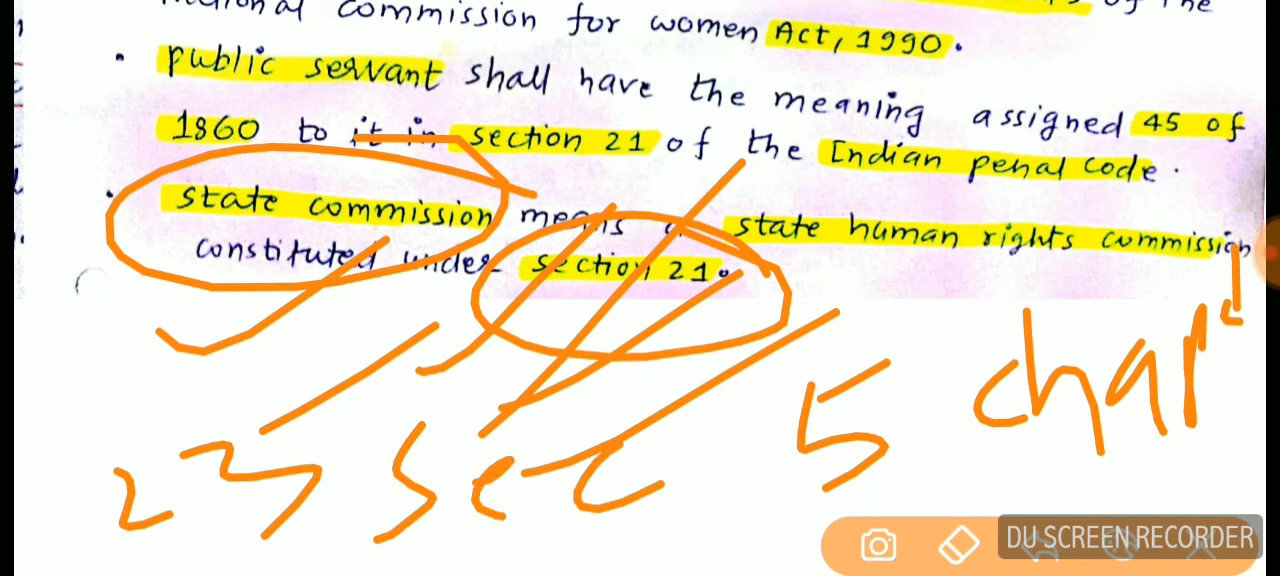 commission for women Act, 1990.
• public servant shall have the meaning assigned 45 of
1860 to it in section 21 of the Indian penal code.
• state commission means a state human rights commission
constituted under section 21.
char
5
23 sec
DU SCREEN RECORDER